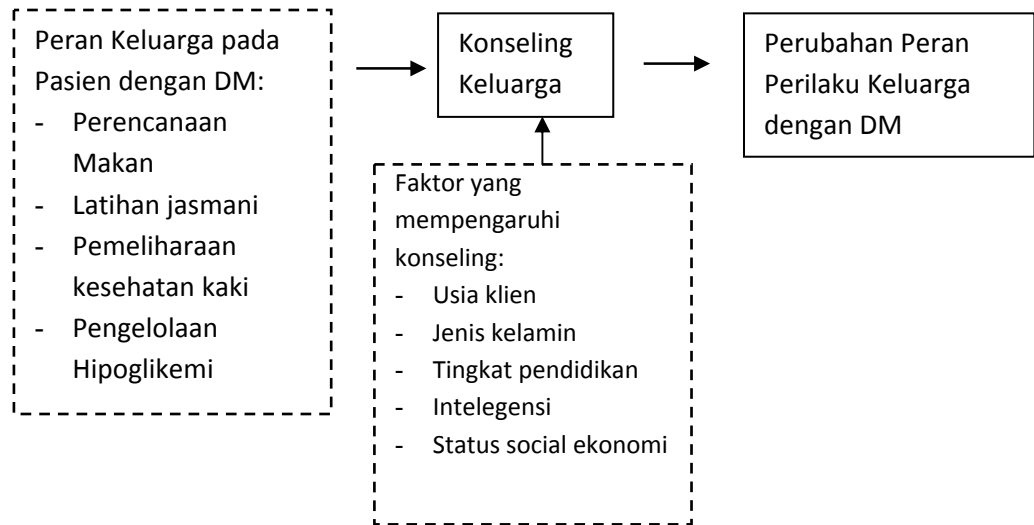 Peran Keluarga pada
Pasien dengan DM:
- Perencanaan
Makan
- Latihan jasmani
- Pemeliharaan
kesehatan kaki
- Pengelolaan
Hipoglikemi
Konseling
Keluarga
Perubahan Peran
Perilaku Keluarga
dengan DM
Faktor yang
mempengaruhi
konseling:
- Usia klien
- Jenis kelamin
- Tingkat pendidikan
- Intelegensi
- Status social ekonomi